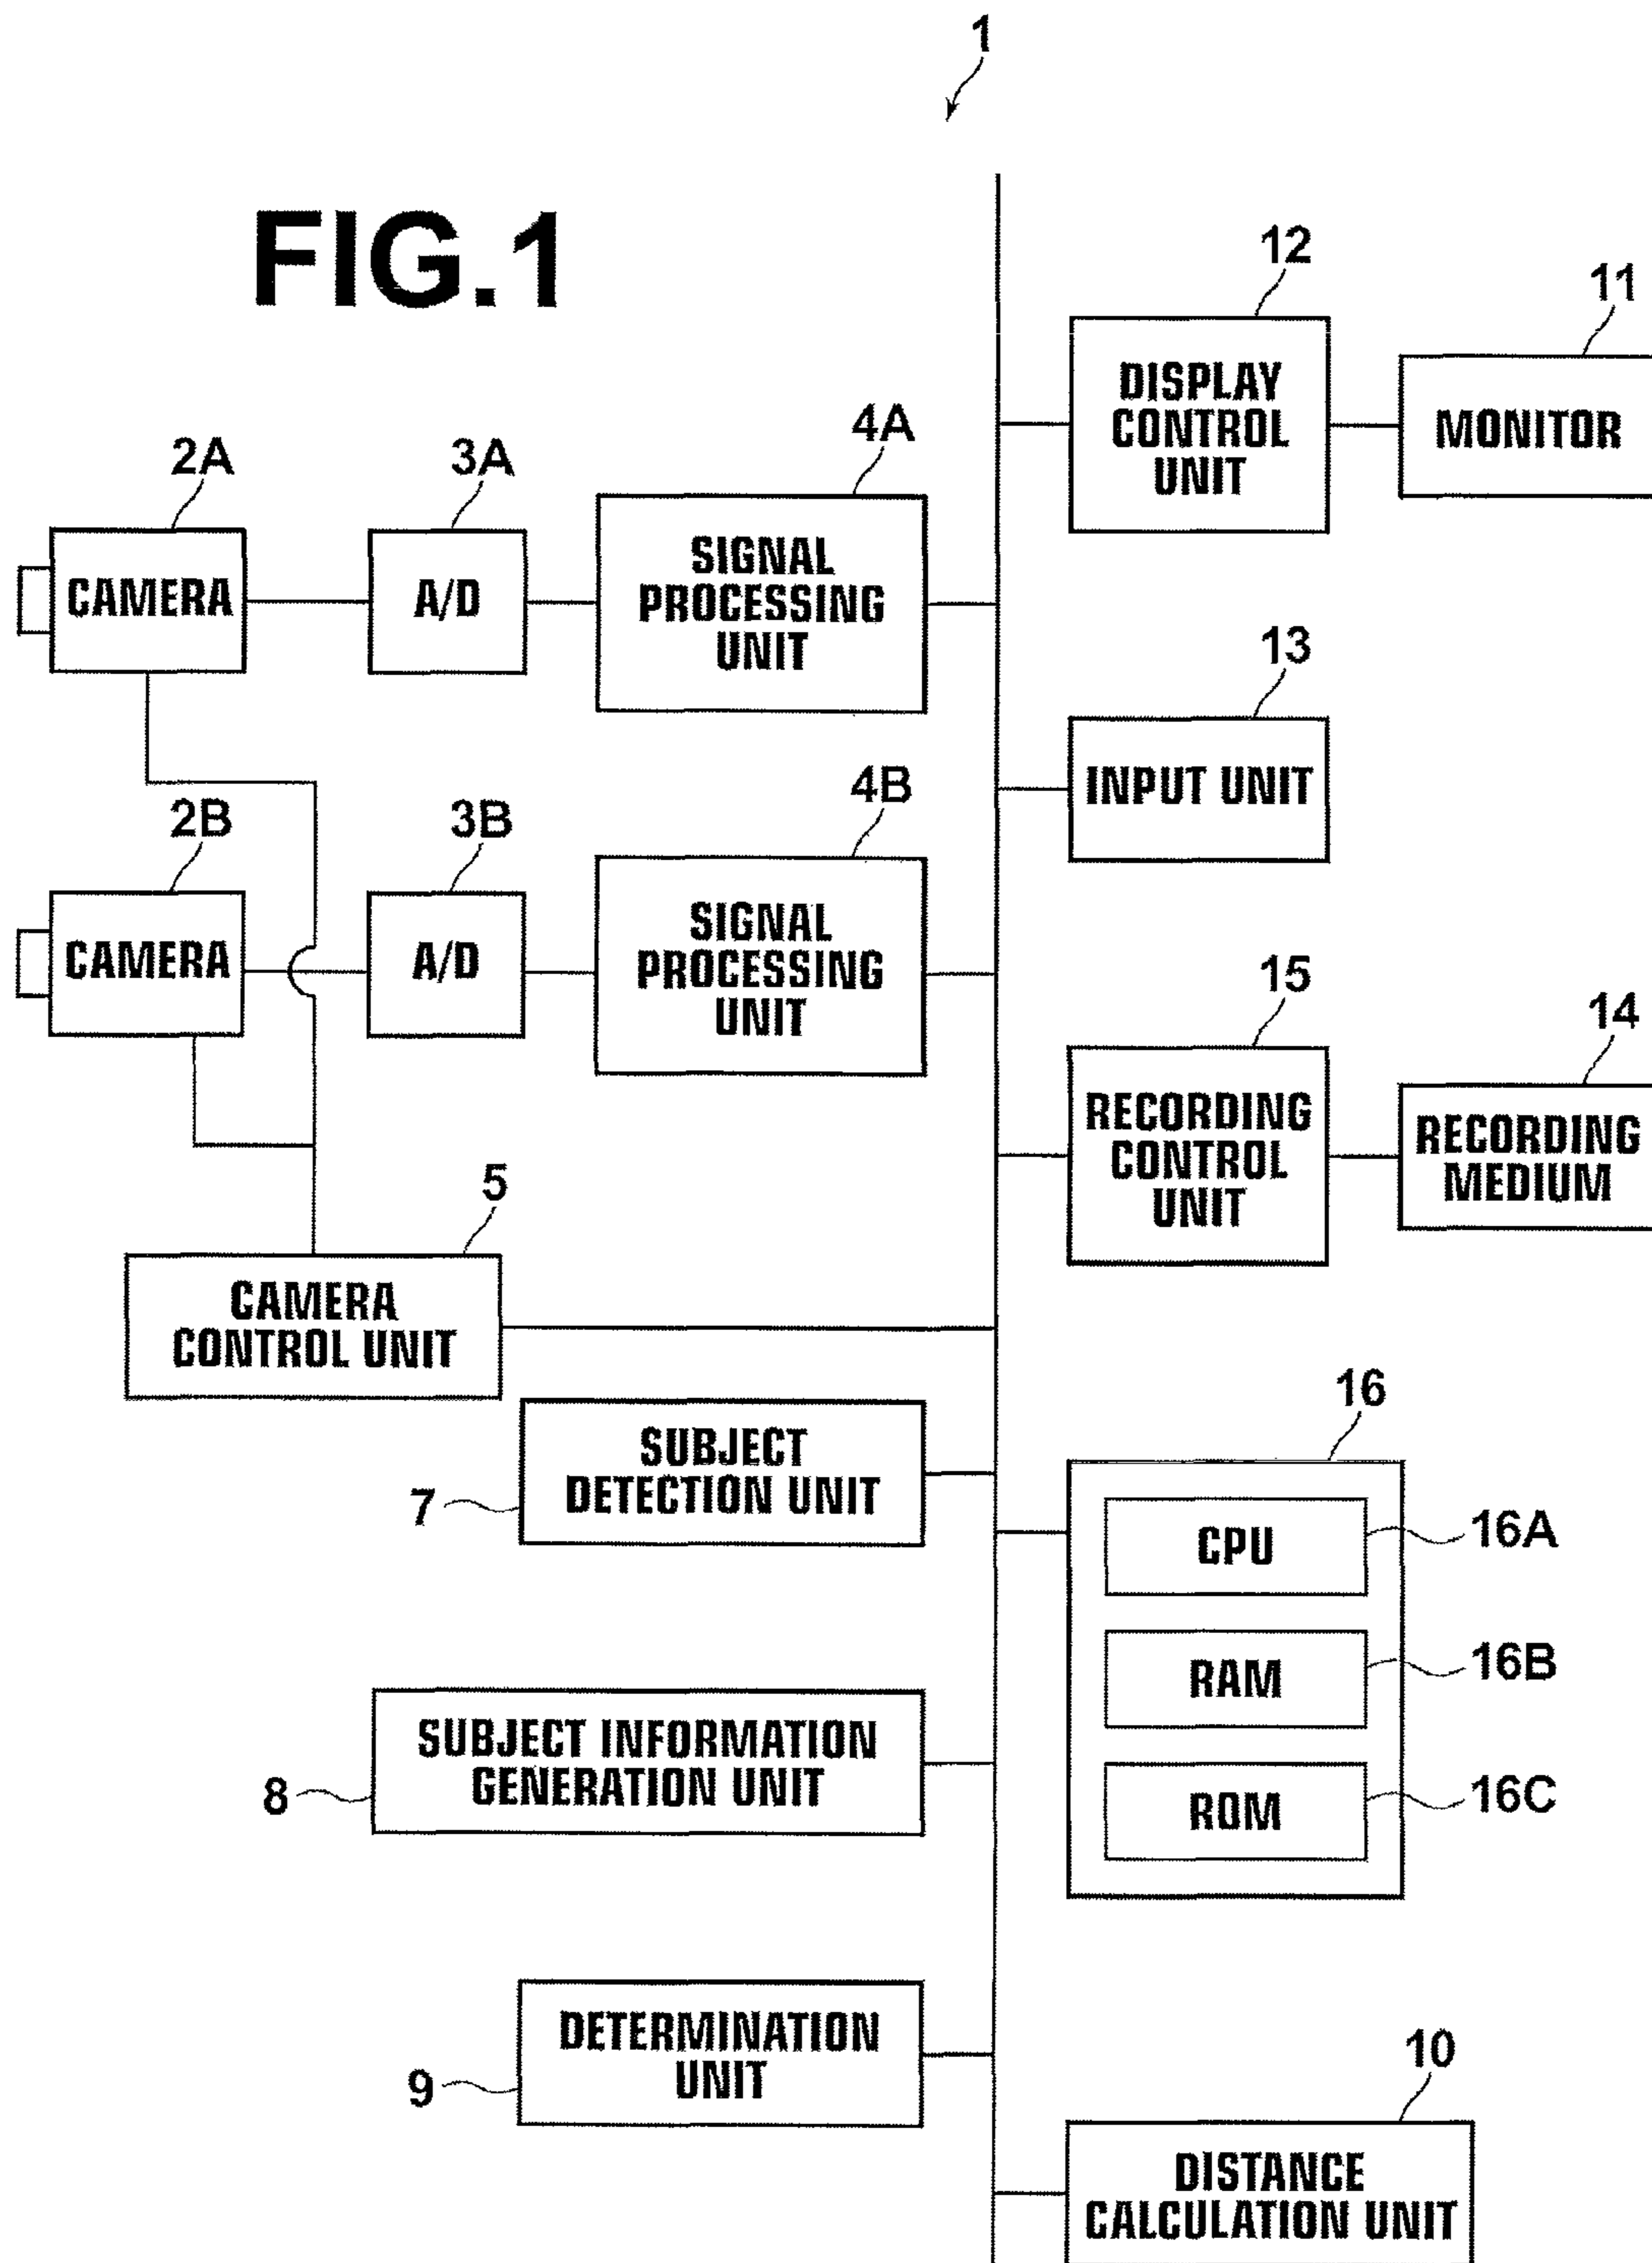 1
FIG.1
12
11
DISPLAY
CONTROL
UNIT
MONITOR
2A
3A
4A
CAMERA
A/D
SIGNAL
PROCESSING
UNIT
13
INPUT UNIT
2B
3B
4B
CAMERA
A/D
SIGNAL
PROCESSING
UNIT
15
14
RECORDING
CONTROL
UNIT
RECORDING
MEDIUM
5
CAMERA
CONTROL UNIT
7
SUBJECT
DETECTION UNIT
16
CPU
16A
RAM
16B
ROM
16C
8
SUBJECT INFORMATION
GENERATION UNIT
9
DETERMINATION
UNIT
10
DISTANCE
CALCULATION UNIT